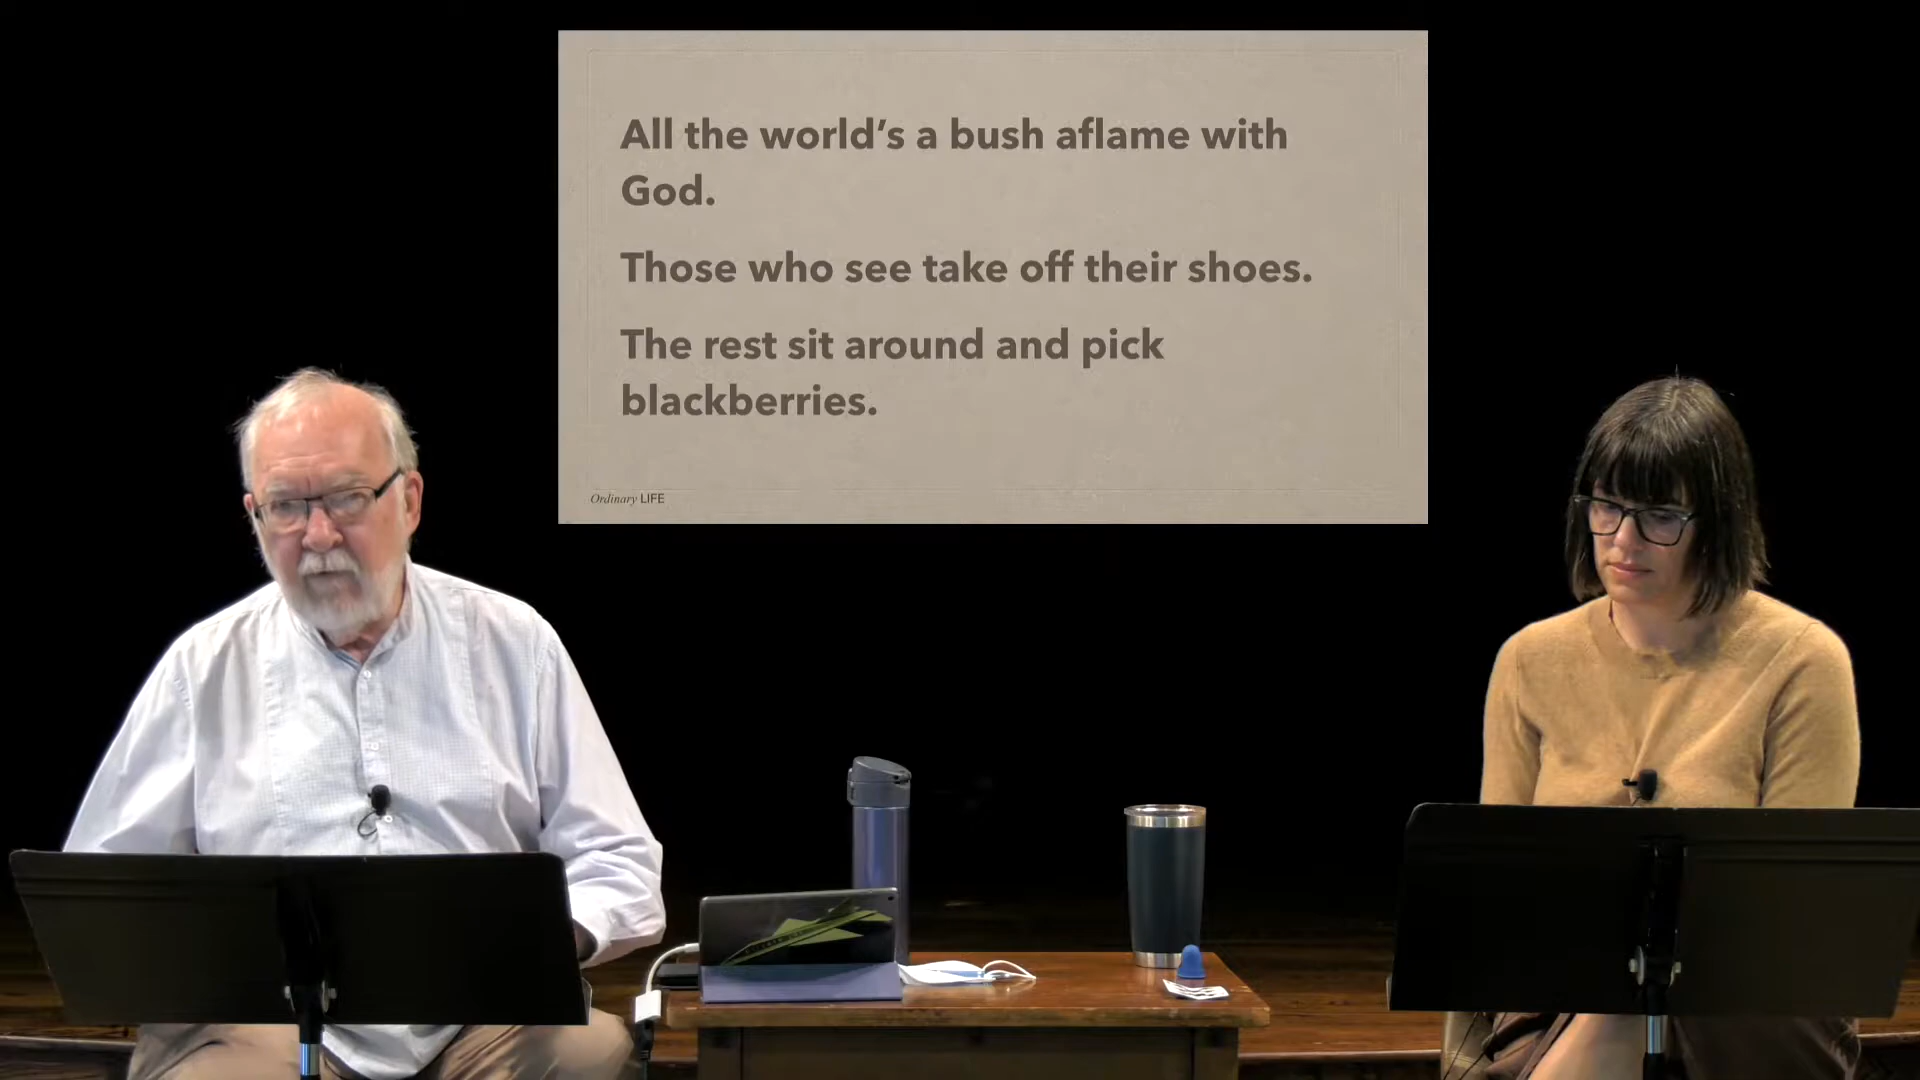 All the world’s a bush aflame with
God.
Those who see take off their shoes.
The rest sit around and pick
blackberries.
Ordinary LIFE